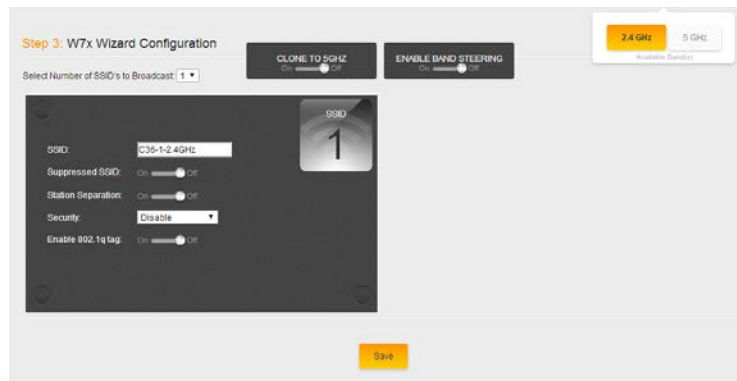 Step 3: W7x Wizard Configuration
Select Number of SSID's to Broadcast 1
CLONE TO 5GHZ
On Off
ENABLE BAND STEERING
On Off
2.4 GHz
5 GHz
Available Band(s)
SSID
1
SSID: C36-1-2.4GHz
Suppressed SSID: On Off
Station Separation: On Off
Security: Disable
Enable 802.1q tag: On Off
Save